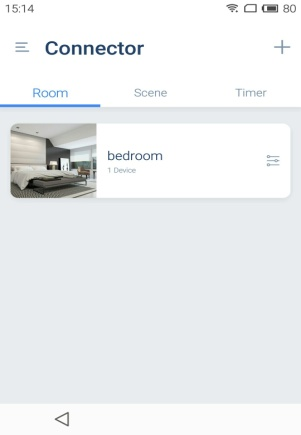 15:14
80
Connector
Room
Scene
Timer
bedroom
1 Device